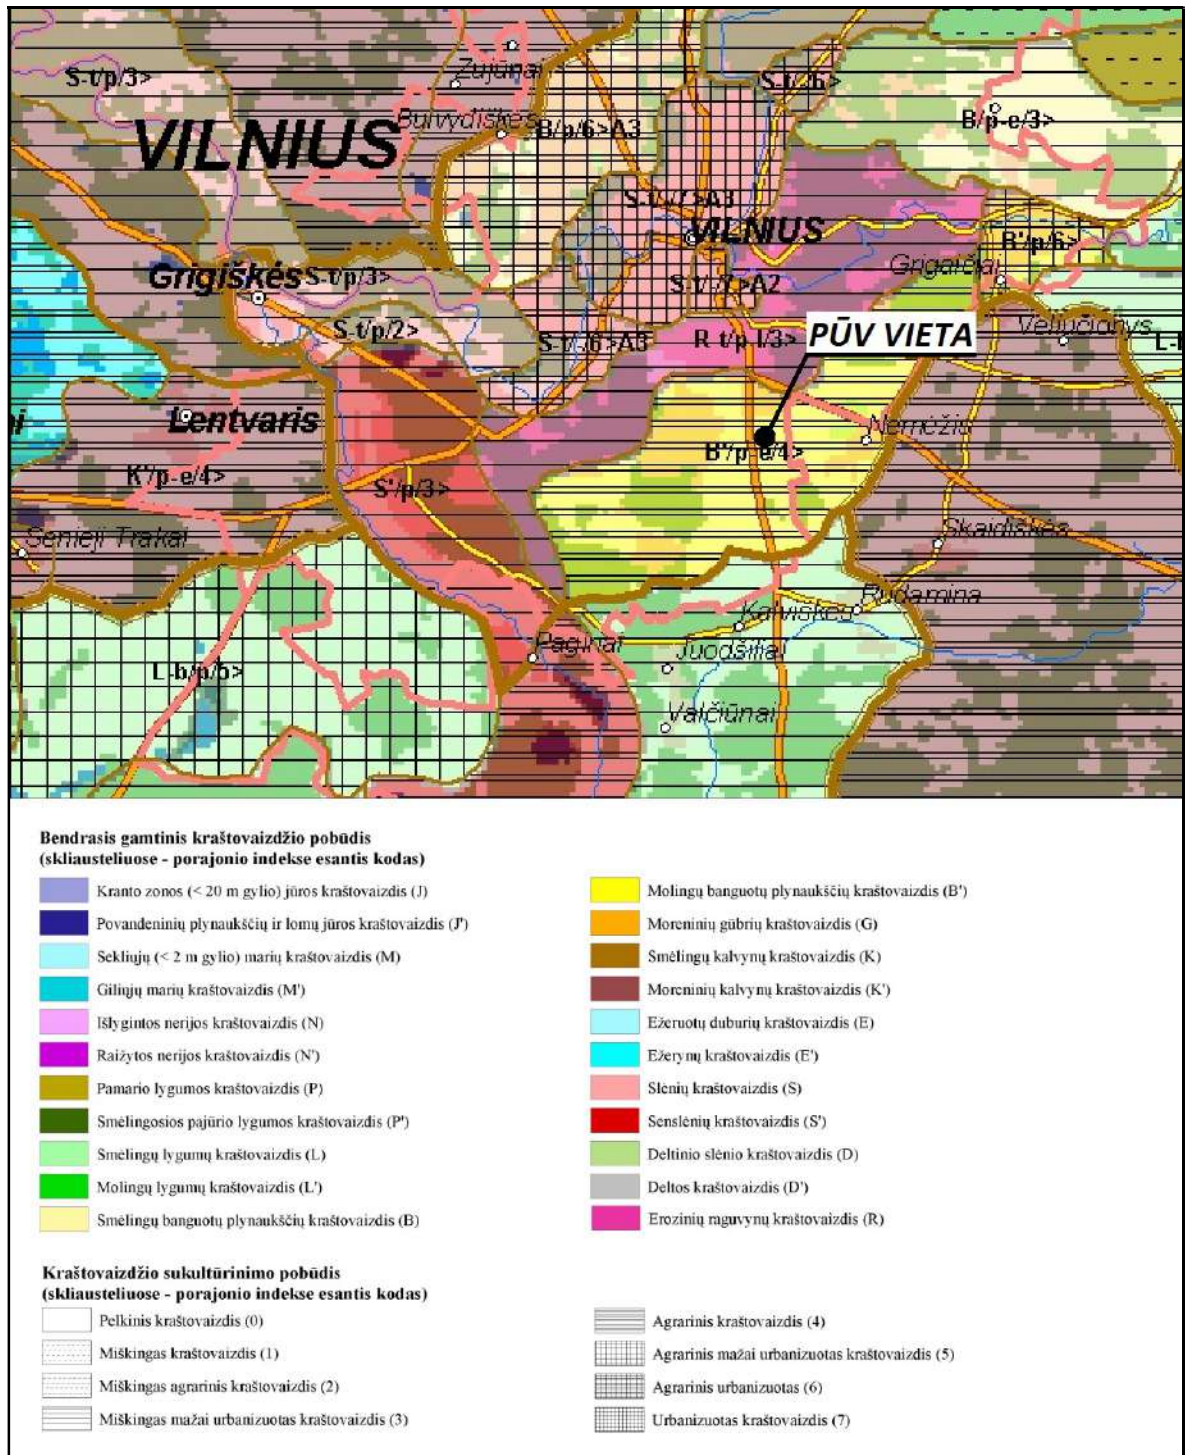 S-t/p/3>
Zujūnai
S-t/-/6>
VILNIUS
Buivydiškės
B/p/6>A3
B/p-e/3>
S-t/-/7>A3
VILNIUS
B'/p/6>
Grigiškės
S-t/p/3>
Grigaičiai
S-t/-/7>A2
S-t/p/2>
S-t/-/6>A3
R-t/p-l/3>
PŪV VIETA
Veliučionys
Lentvaris
Nemėžis
B'/p-e/4>
K'/p-e/4>
S'/p/3>
Senieji Trakai
Skaidiškės
Rudamina
Kalviškės
Pagiriai
Juodšiliai
L-b/p/5>
Valčiūnai
Bendrasis gamtinis kraštovaizdžio pobūdis
(skliausteliuose - porajonio indekse esantis kodas)
Kranto zonos (< 20 m gylio) jūros kraštovaizdis (J)
Povandeninių plynaukščių ir lomų jūros kraštovaizdis (J')
Sekliųjų (< 2 m gylio) marių kraštovaizdis (M)
Giliųjų marių kraštovaizdis (M')
Išlygintos nerijos kraštovaizdis (N)
Raižytos nerijos kraštovaizdis (N')
Pamario lygumos kraštovaizdis (P)
Smėlingosios pajūrio lygumos kraštovaizdis (P')
Smėlingų lygumų kraštovaizdis (L)
Molingų lygumų kraštovaizdis (L')
Smėlingų banguotų plynaukščių kraštovaizdis (B)
Molingų banguotų plynaukščių kraštovaizdis (B')
Moreninių gūbrių kraštovaizdis (G)
Smėlingų kalvynų kraštovaizdis (K)
Moreninių kalvynų kraštovaizdis (K')
Ežeruotų duburių kraštovaizdis (E)
Ežerynų kraštovaizdis (E')
Slėnių kraštovaizdis (S)
Senslėnių kraštovaizdis (S')
Deltinio slėnio kraštovaizdis (D)
Deltos kraštovaizdis (D')
Erozinių raguvynų kraštovaizdis (R)
Kraštovaizdžio sukultūrinimo pobūdis
(skliausteliuose - porajonio indekse esantis kodas)
Pelkinis kraštovaizdis (0)
Miškingas kraštovaizdis (1)
Miškingas agrarinis kraštovaizdis (2)
Miškingas mažai urbanizuotas kraštovaizdis (3)
Agrarinis kraštovaizdis (4)
Agrarinis mažai urbanizuotas kraštovaizdis (5)
Agrarinis urbanizuotas (6)
Urbanizuotas kraštovaizdis (7)